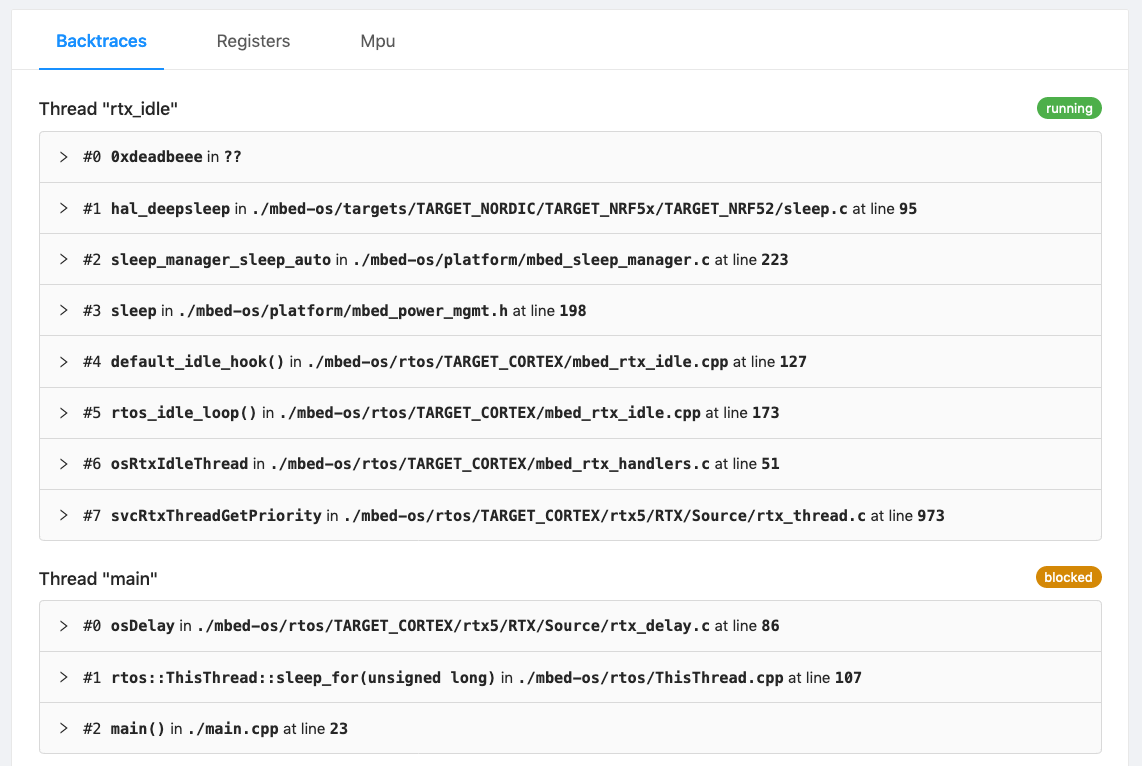 Backtraces Registers Mpu
Thread "rtx_idle" running
> #0 0xdeadbeee in ??
> #1 hal_deepsleep in ./mbed-os/targets/TARGET_NORDIC/TARGET_NRF5x/TARGET_NRF52/sleep.c at line 95
> #2 sleep_manager_sleep_auto in ./mbed-os/platform/mbed_sleep_manager.c at line 223
> #3 sleep in ./mbed-os/platform/mbed_power_mgmt.h at line 198
> #4 default_idle_hook() in ./mbed-os/rtos/TARGET_CORTEX/mbed_rtx_idle.cpp at line 127
> #5 rtos_idle_loop() in ./mbed-os/rtos/TARGET_CORTEX/mbed_rtx_idle.cpp at line 173
> #6 osRtxIdleThread in ./mbed-os/rtos/TARGET_CORTEX/mbed_rtx_handlers.c at line 51
> #7 svcRtxThreadGetPriority in ./mbed-os/rtos/TARGET_CORTEX/rtx5/RTX/Source/rtx_thread.c at line 973
Thread "main" blocked
> #0 osDelay in ./mbed-os/rtos/TARGET_CORTEX/rtx5/RTX/Source/rtx_delay.c at line 86
> #1 rtos::ThisThread::sleep_for(unsigned long) in ./mbed-os/rtos/ThisThread.cpp at line 107
> #2 main() in ./main.cpp at line 23